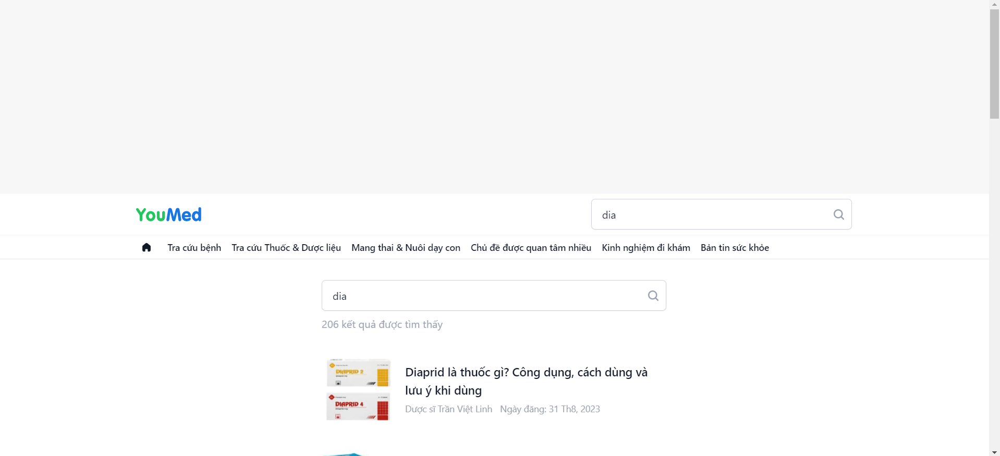 YouMed
dia
Tra cứu bệnh
Tra cứu Thuốc & Dược liệu
Mang thai & Nuôi dạy con
Chủ đề được quan tâm nhiều
Kinh nghiệm đi khám
Bản tin sức khỏe
dia
206 kết quả được tìm thấy
DIAPRID 2
DIAPRID 4
Diaprid là thuốc gì? Công dụng, cách dùng và
lưu ý khi dùng
Dược sĩ Trần Việt Linh Ngày đăng: 31 Th8, 2023